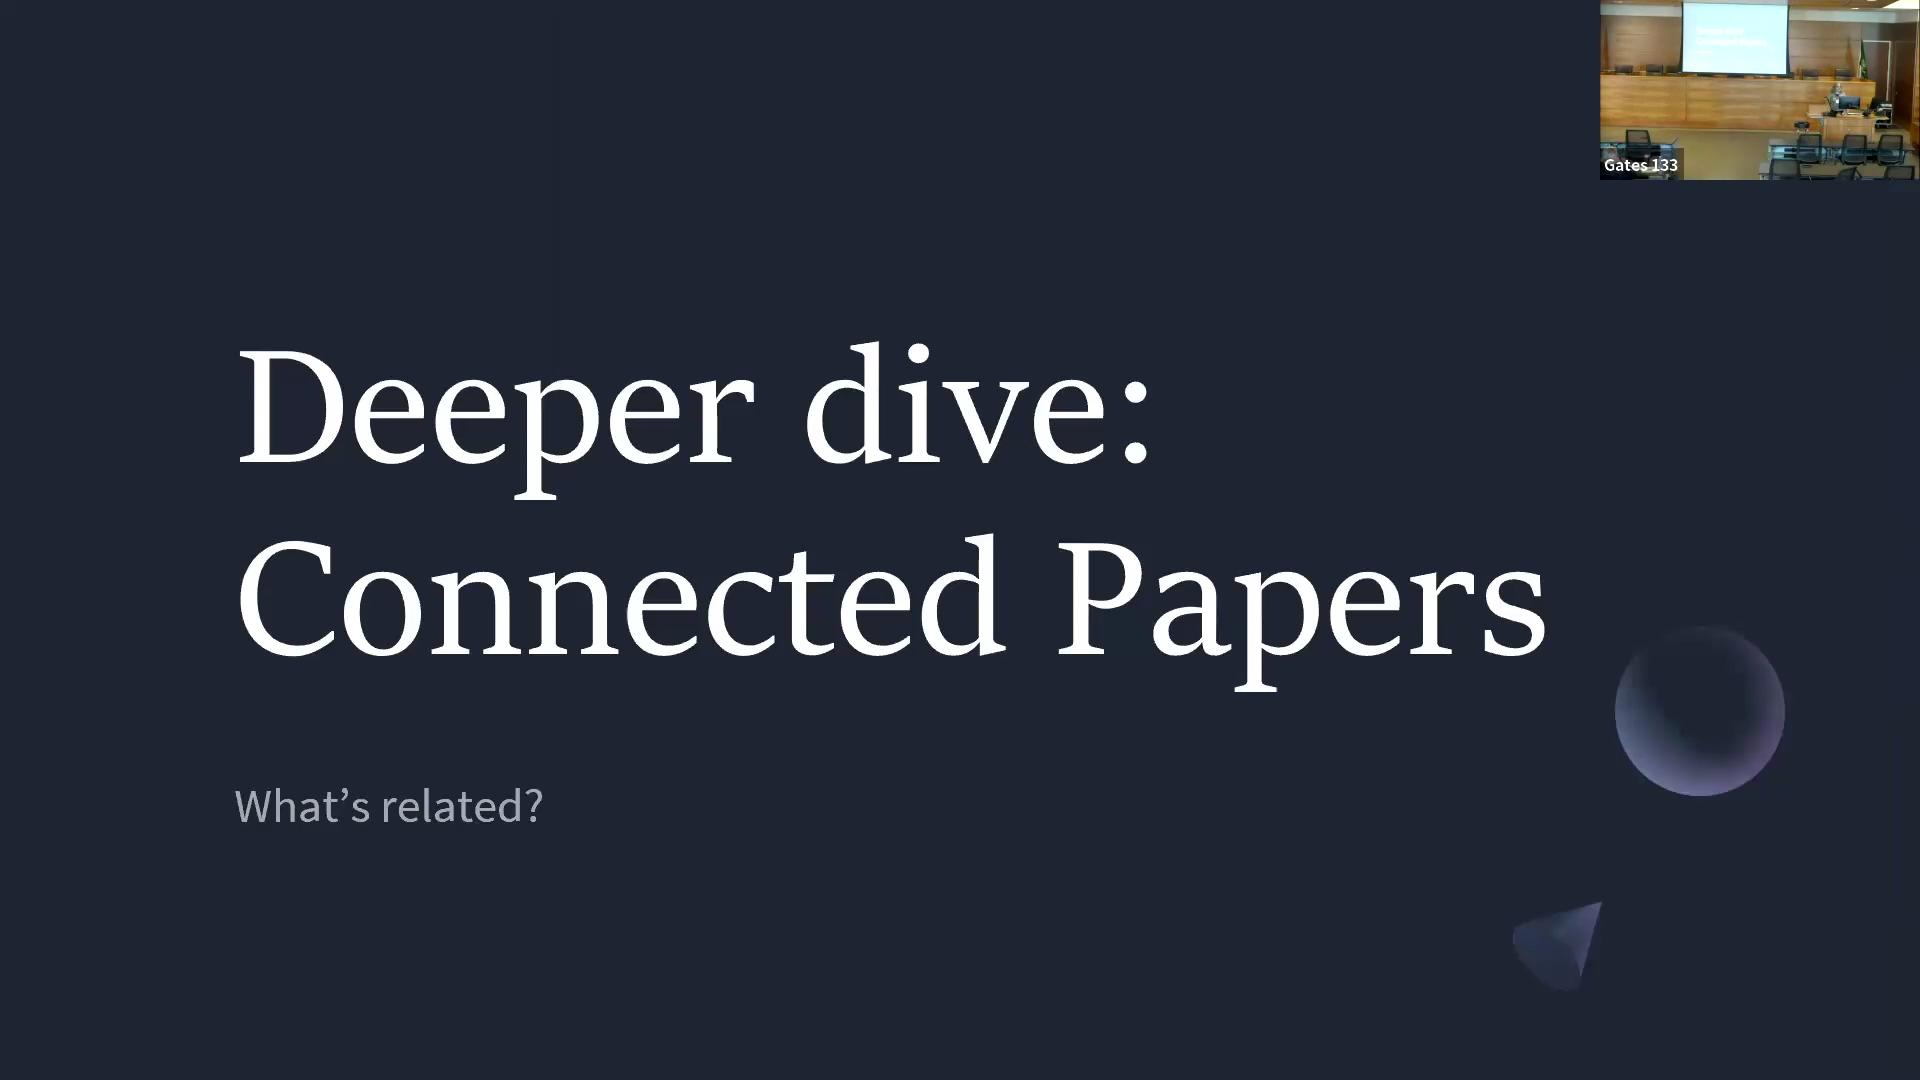 Deeper dive:
Connected Papers
What’s related?
Gates 133